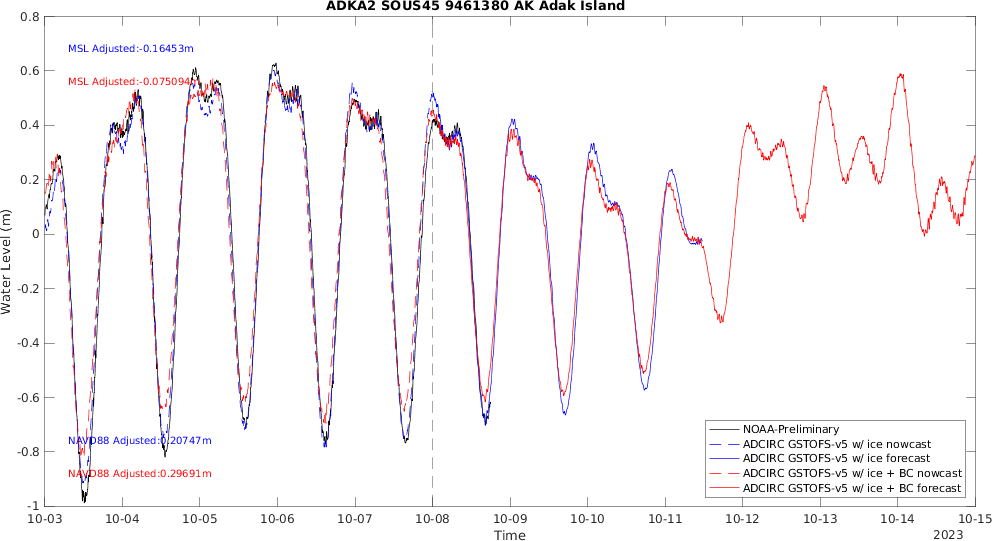 ADKA2 SOUS45 9461380 AK Adak Island
0.8
0.6
0.4
0.2
0
-0.2
-0.4
-0.6
-0.8
-1
Water Level (m)
MSL Adjusted:-0.16453m
MSL Adjusted:-0.075094m
NAVD88 Adjusted:0.20747m
NAVD88 Adjusted:0.29691m
NOAA-Preliminary
ADCIRC GSTOFS-v5 w/ ice nowcast
ADCIRC GSTOFS-v5 w/ ice forecast
ADCIRC GSTOFS-v5 w/ ice + BC nowcast
ADCIRC GSTOFS-v5 w/ ice + BC forecast
10-03 10-04 10-05 10-06 10-07 10-08 10-09 10-10 10-11 10-12 10-13 10-14 10-15
Time
2023